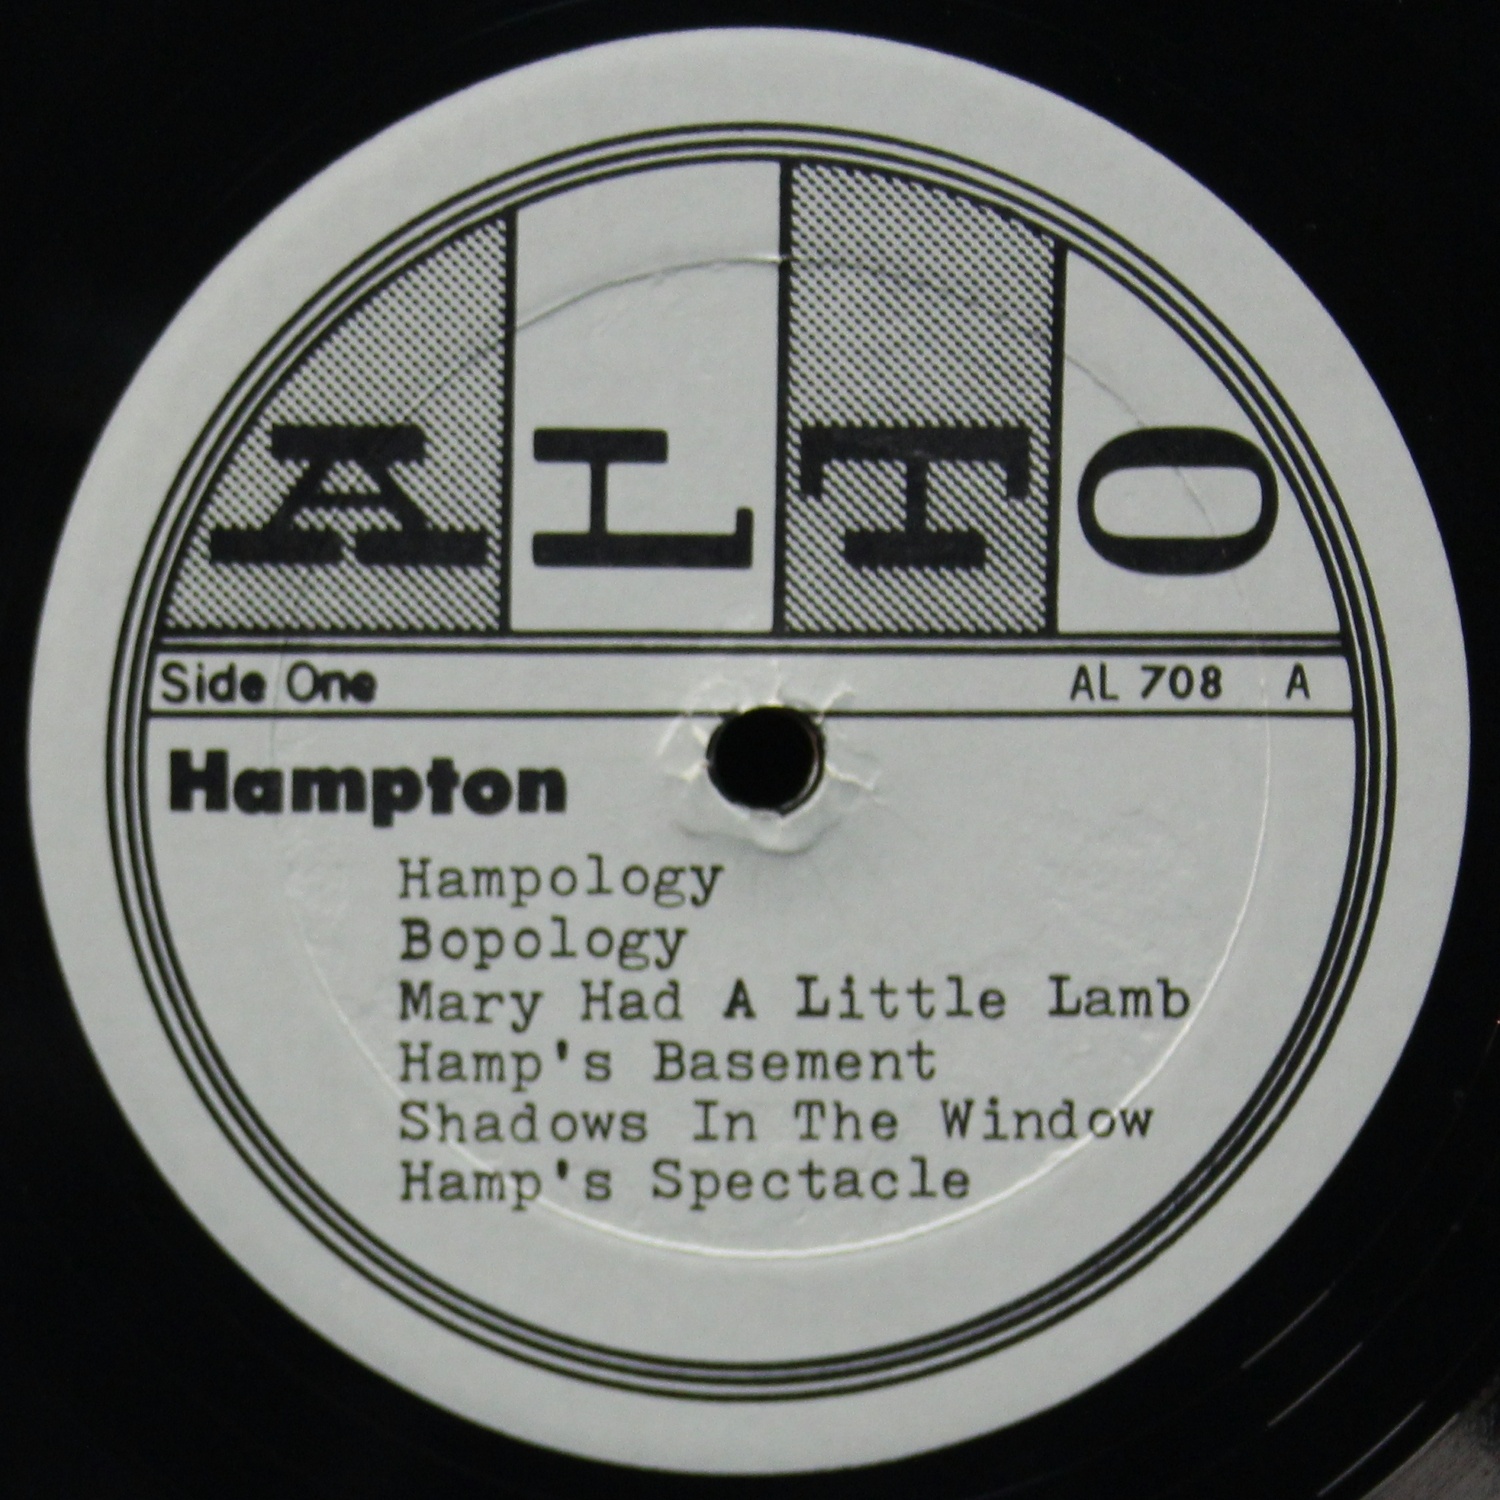 ALTO
Side One AL 708 A
Hampton
Hampology
Bopology
Mary Had A Little Lamb
Hamp's Basement
Shadows In The Window
Hamp's Spectacle